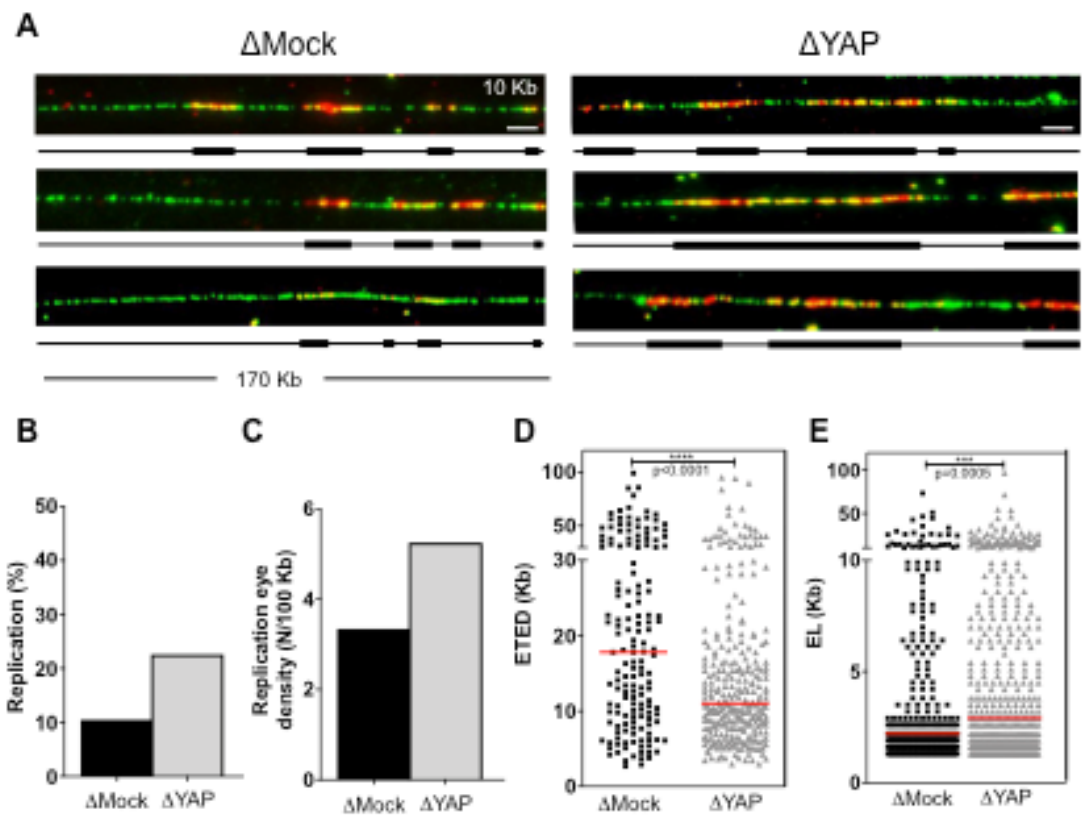 A
ΔMock ΔYAP
10 Kb
170 Kb
B C D E
Replication (%)
50
40
30
20
10
0
ΔMock ΔYAP
Replication eye
density (N/100 Kb)
6
4
2
0
ΔMock ΔYAP
ETED (Kb)
100
50
30
20
10
0
****
p<0.0001
ΔMock ΔYAP
EL (Kb)
100
50
10
5
0
***
p=0.0005
ΔMock ΔYAP